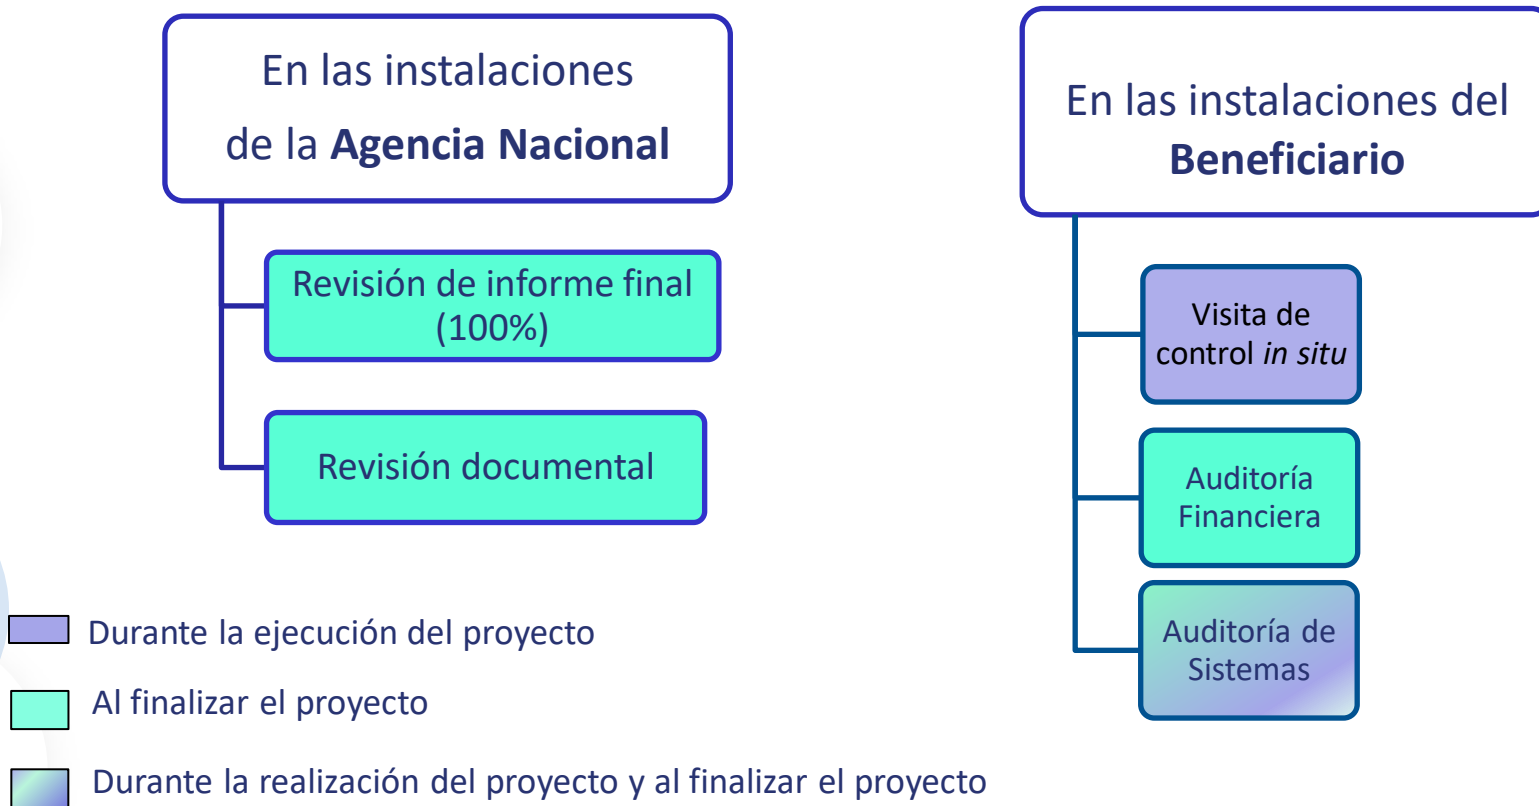 En las instalaciones
de la Agencia Nacional
Revisión de informe final
(100%)
Revisión documental
En las instalaciones del
Beneficiario
Visita de
control in situ
Auditoría
Financiera
Auditoría de
Sistemas
Durante la ejecución del proyecto
Al finalizar el proyecto
Durante la realización del proyecto y al finalizar el proyecto